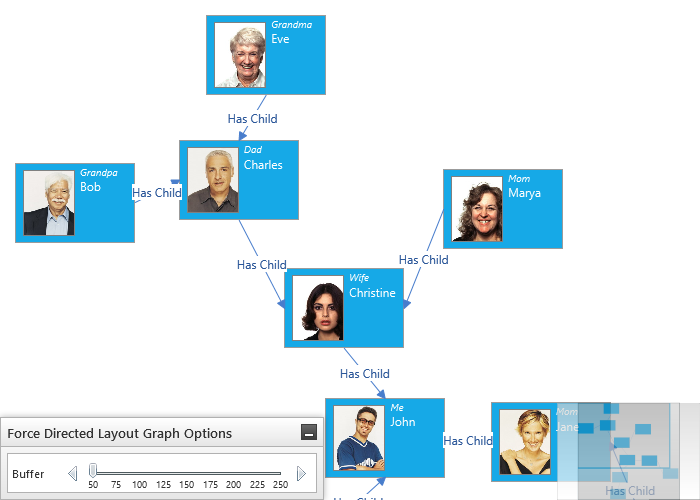 Grandma
Eve
Has Child
Dad
Charles
Grandpa
Bob
Has Child
Mom
Marya
Has Child
Has Child
Wife
Christine
Has Child
Me
John
Has Child
Mom
Jane
Has Child
Has Child
Force Directed Layout Graph Options
Buffer
50 75 100 125 150 175 200 225 250